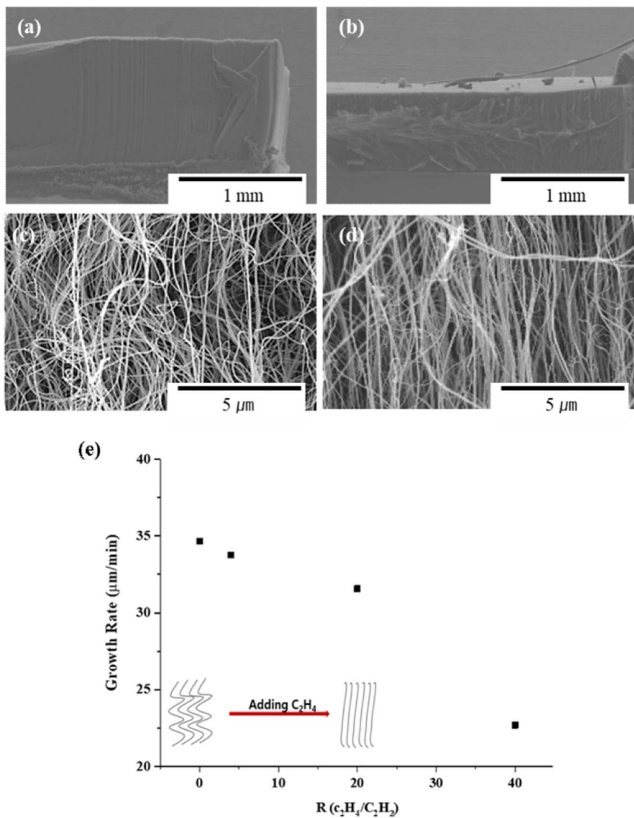 (a)
(b)
1 mm
1 mm
(c)
(d)
5 μm
5 μm
(e)
40
35
30
25
20
Growth Rate (μm/min)
Adding C₂H₄
0
10
20
30
40
R (c₂H₄/C₂H₂)